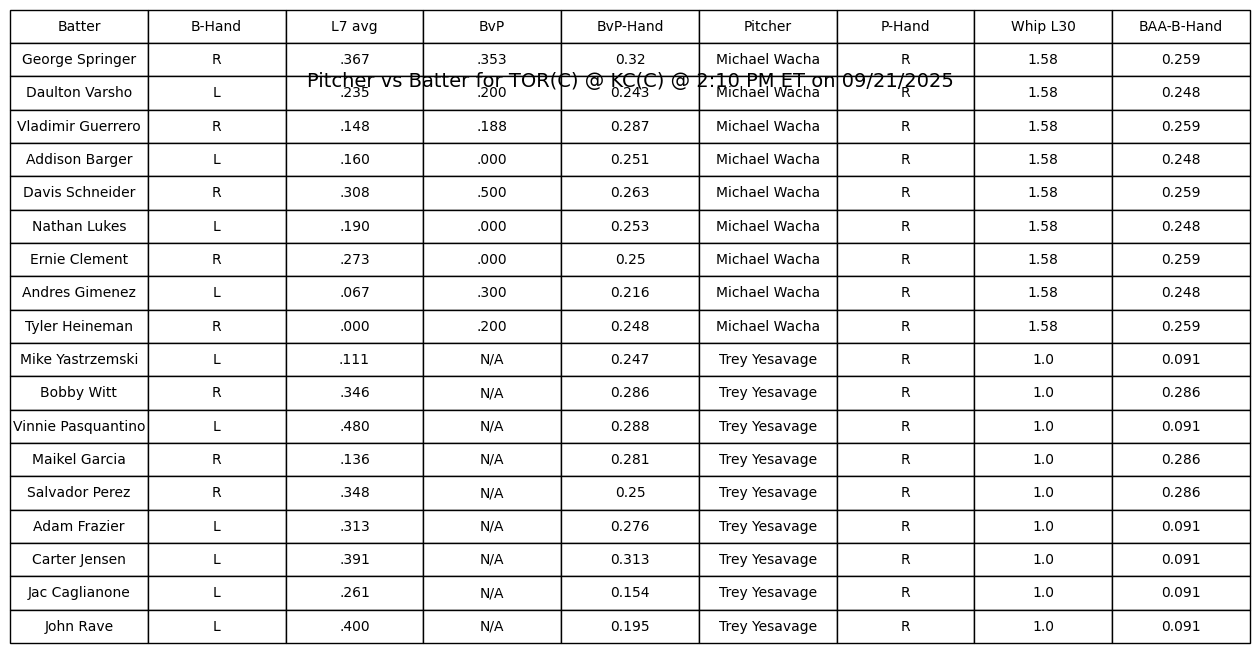 Batter B-Hand L7 avg BvP BvP-Hand Pitcher P-Hand Whip L30 BAA-B-Hand
George Springer R .367 .353 0.32 Michael Wacha R 1.58 0.259
Pitcher vs Batter for TOR(C) @ KC(C) @ 2:10 PM ET on 09/21/2025
Daulton Varsho L .235 .200 0.243 Michael Wacha R 1.58 0.248
Vladimir Guerrero R .148 .188 0.287 Michael Wacha R 1.58 0.259
Addison Barger L .160 .000 0.251 Michael Wacha R 1.58 0.248
Davis Schneider R .308 .500 0.263 Michael Wacha R 1.58 0.259
Nathan Lukes L .190 .000 0.253 Michael Wacha R 1.58 0.248
Ernie Clement R .273 .000 0.25 Michael Wacha R 1.58 0.259
Andres Gimenez L .067 .300 0.216 Michael Wacha R 1.58 0.248
Tyler Heineman R .000 .200 0.248 Michael Wacha R 1.58 0.259
Mike Yastrzemski L .111 N/A 0.247 Trey Yesavage R 1.0 0.091
Bobby Witt R .346 N/A 0.286 Trey Yesavage R 1.0 0.286
Vinnie Pasquantino L .480 N/A 0.288 Trey Yesavage R 1.0 0.091
Maikel Garcia R .136 N/A 0.281 Trey Yesavage R 1.0 0.286
Salvador Perez R .348 N/A 0.25 Trey Yesavage R 1.0 0.286
Adam Frazier L .313 N/A 0.276 Trey Yesavage R 1.0 0.091
Carter Jensen L .391 N/A 0.313 Trey Yesavage R 1.0 0.091
Jac Caglianone L .261 N/A 0.154 Trey Yesavage R 1.0 0.091
John Rave L .400 N/A 0.195 Trey Yesavage R 1.0 0.091